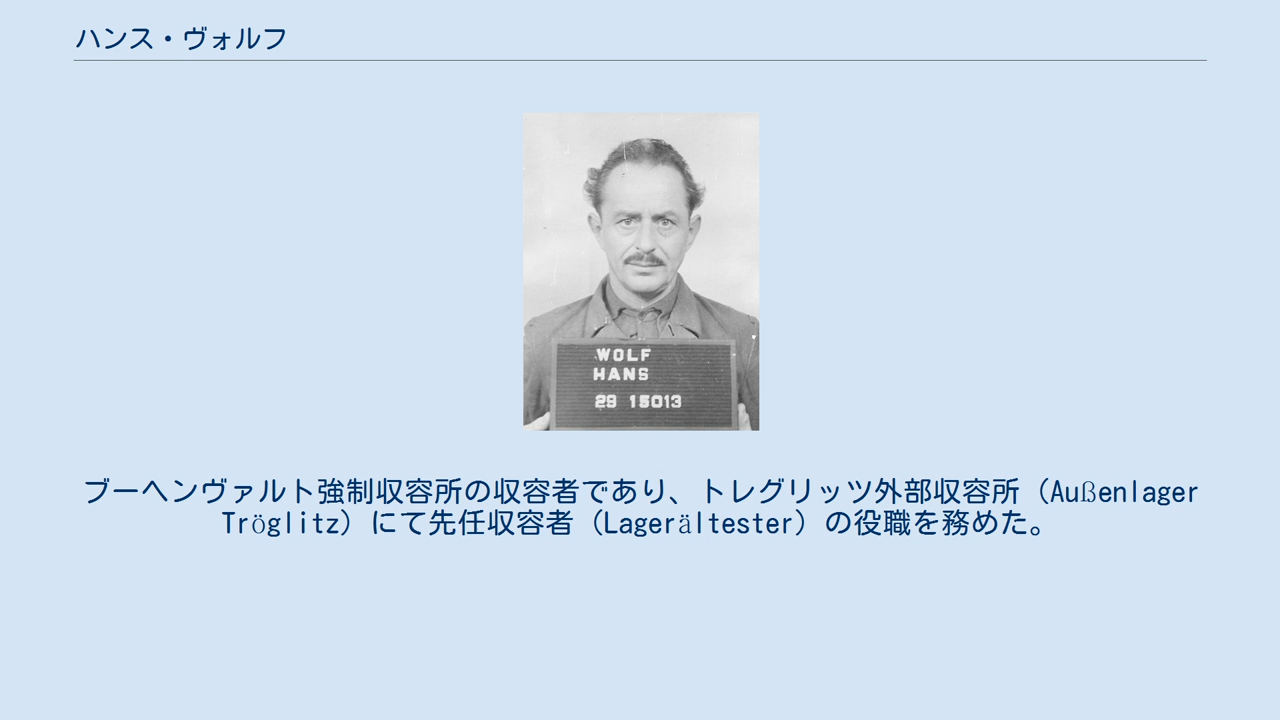 ハンス・ヴォルフ
WOLF
HANS
29 15013
ブーヘンヴァルト強制収容所の収容者であり、トレグリッツ外部収容所（Außenlager
Tröglitz）にて先任収容者（Lagerältester）の役職を務めた。